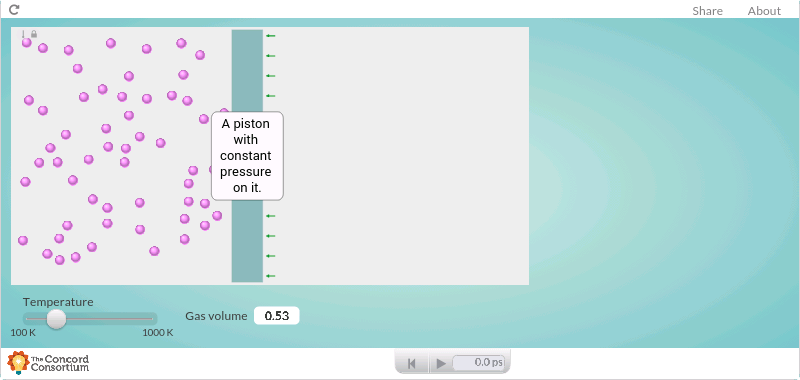 Share About
A piston
with
constant
pressure
on it.
Temperature
100 K 1000 K
Gas volume 0.53
The Concord
Consortium
0.0 ps